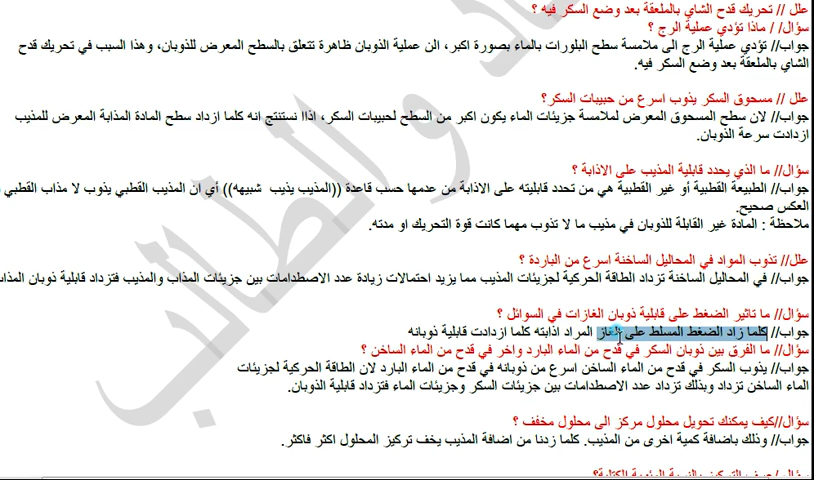 علل // تحريك قدح الشاي بالملعقة بعد وضع السكر فيه ؟
سؤال/ / ماذا تؤدي عملية الرج ؟
جواب// تؤدي عملية الرج الى ملامسة سطح البلورات بالماء بصورة اكبر، الن عملية الذوبان ظاهرة تتعلق بالسطح المعرض للذوبان، وهذا السبب في تحريك قدح
الشاي بالملعقة بعد وضع السكر فيه.
علل // مسحوق السكر يذوب اسرع من حبيبات السكر؟
جواب// لان سطح المسحوق المعرض لملامسة جزيئات الماء يكون اكبر من السطح لحبيبات السكر، اذاا نستنتج انه كلما ازداد سطح المادة المذابة المعرض للمذيب
ازدادت سرعة الذوبان.
سؤال// ما الذي يحدد قابلية المذيب على الاذابة ؟
جواب// الطبيعة القطبية أو غير القطبية هي من تحدد قابليته على الاذابة من عدمها حسب قاعدة ((المذيب يذيب شبيهه)) أي ان المذيب القطبي يذوب لا مذاب القطبي
العكس صحيح.
ملاحظة : المادة غير القابلة للذوبان في مذيب ما لا تذوب مهما كانت قوة التحريك او مدته.
علل// تذوب المواد في المحاليل الساخنة اسرع من الباردة ؟
جواب// في المحاليل الساخنة تزداد الطاقة الحركية لجزيئات المذيب مما يزيد احتمالات زيادة عدد الاصطدامات بين جزيئات المذاب والمذيب فتزداد قابلية ذوبان
سؤال// ما تاثير الضغط على قابلية ذوبان الغازات في السوائل ؟
جواب// كلما زاد الضغط المسلط على الغاز المراد اذابته كلما ازدادت قابلية ذوبانه
سؤال// ما الفرق بين ذوبان السكر في قدح من الماء البارد واخر في قدح من الماء الساخن ؟
جواب// يذوب السكر في قدح من الماء الساخن اسرع من ذوبانه في قدح من الماء البارد لان الطاقة الحركية لجزيئات
الماء الساخن تزداد وبذلك تزداد عدد الاصطدامات بين جزيئات السكر وجزيئات الماء فتزداد قابلية الذوبان.
سؤال//كيف يمكنك تحويل محلول مركز الى محلول مخفف ؟
جواب// وذلك باضافة كمية اخرى من المذيب. كلما زدنا من اضافة المذيب يخف تركيز المحلول اكثر فاكثر.